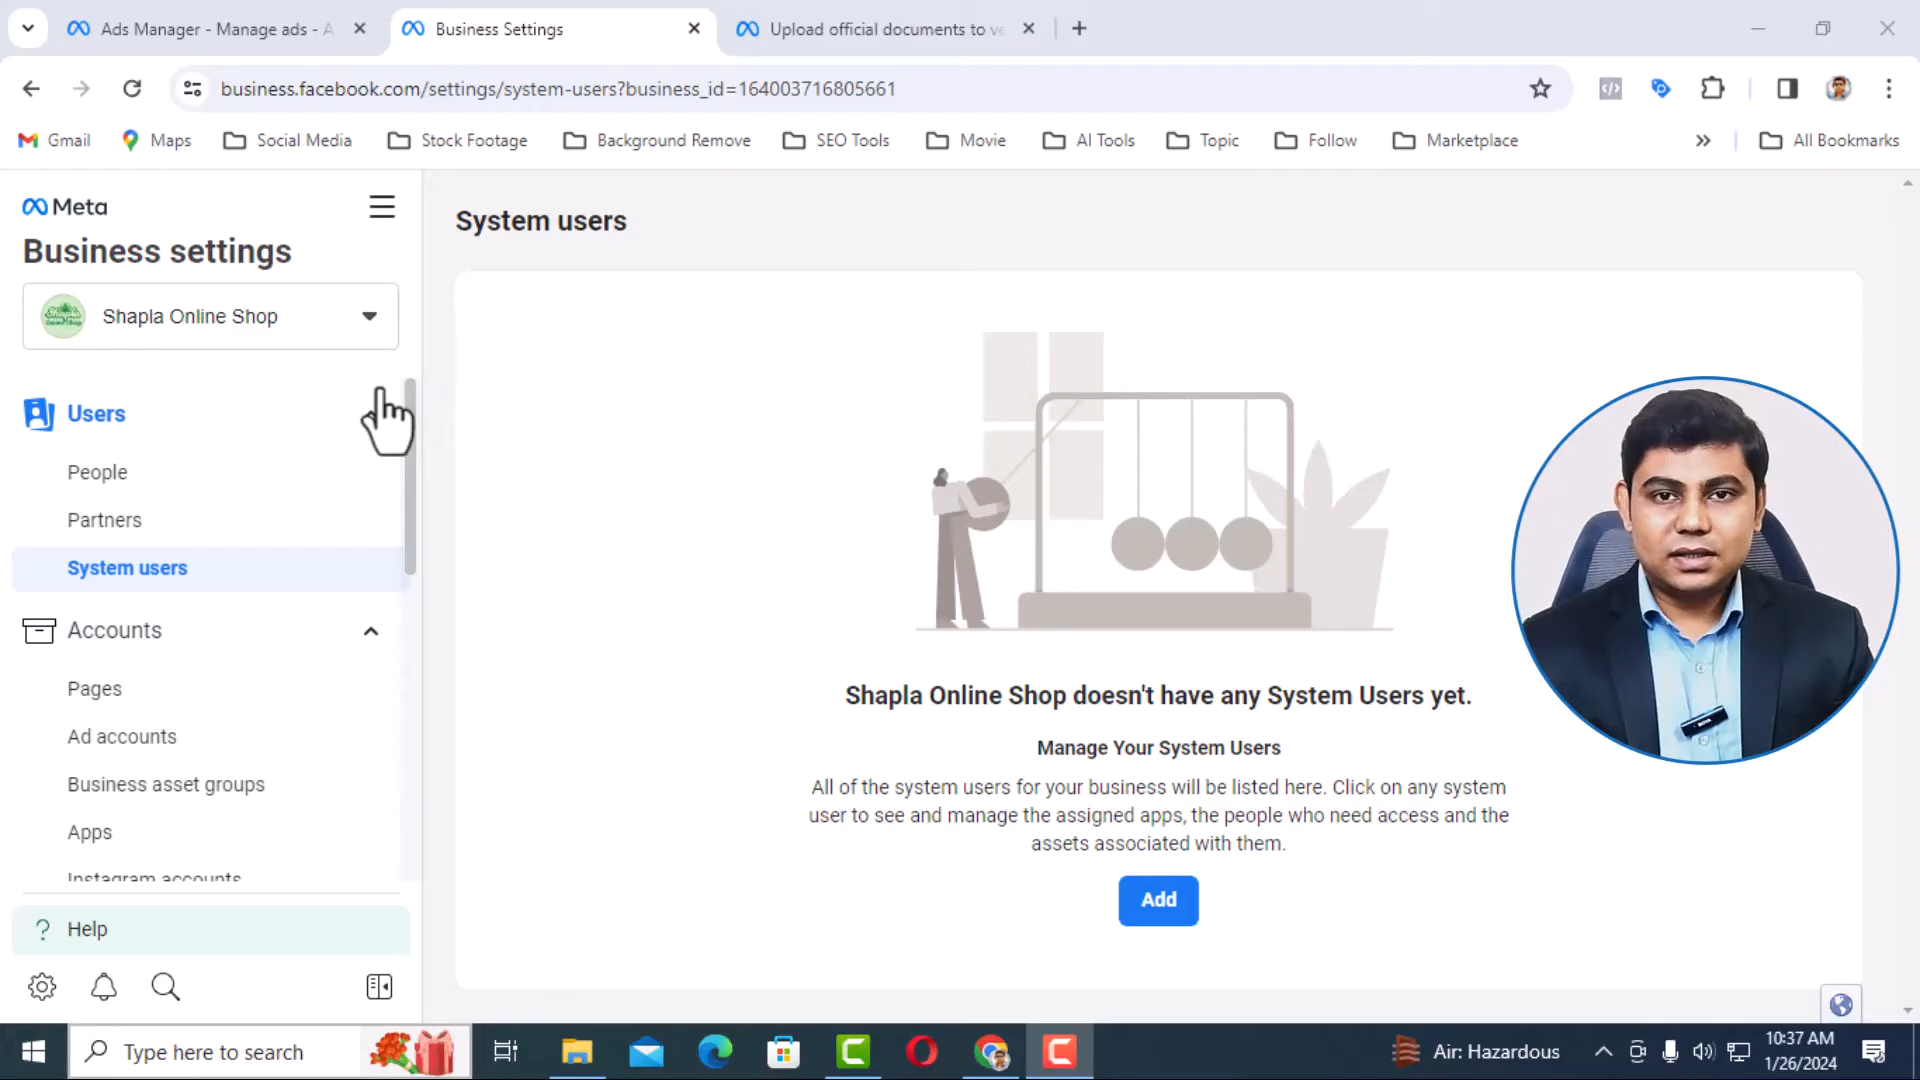 Ads Manager - Manage ads - A
Business Settings
Upload official documents to ve
business.facebook.com/settings/system-users?business_id=164003716805661
Gmail
Maps
Social Media
Stock Footage
Background Remove
SEO Tools
Movie
AI Tools
Topic
Follow
Marketplace
All Bookmarks
Meta
Business settings
Shapla Online Shop
Users
People
Partners
System users
Accounts
Pages
Ad accounts
Business asset groups
Apps
Instagram accounts
Help
System users
Shapla Online Shop doesn't have any System Users yet.
Manage Your System Users
All of the system users for your business will be listed here. Click on any system
user to see and manage the assigned apps, the people who need access and the
assets associated with them.
Add
BOYA
Type here to search
Air: Hazardous
10:37 AM
1/26/2024